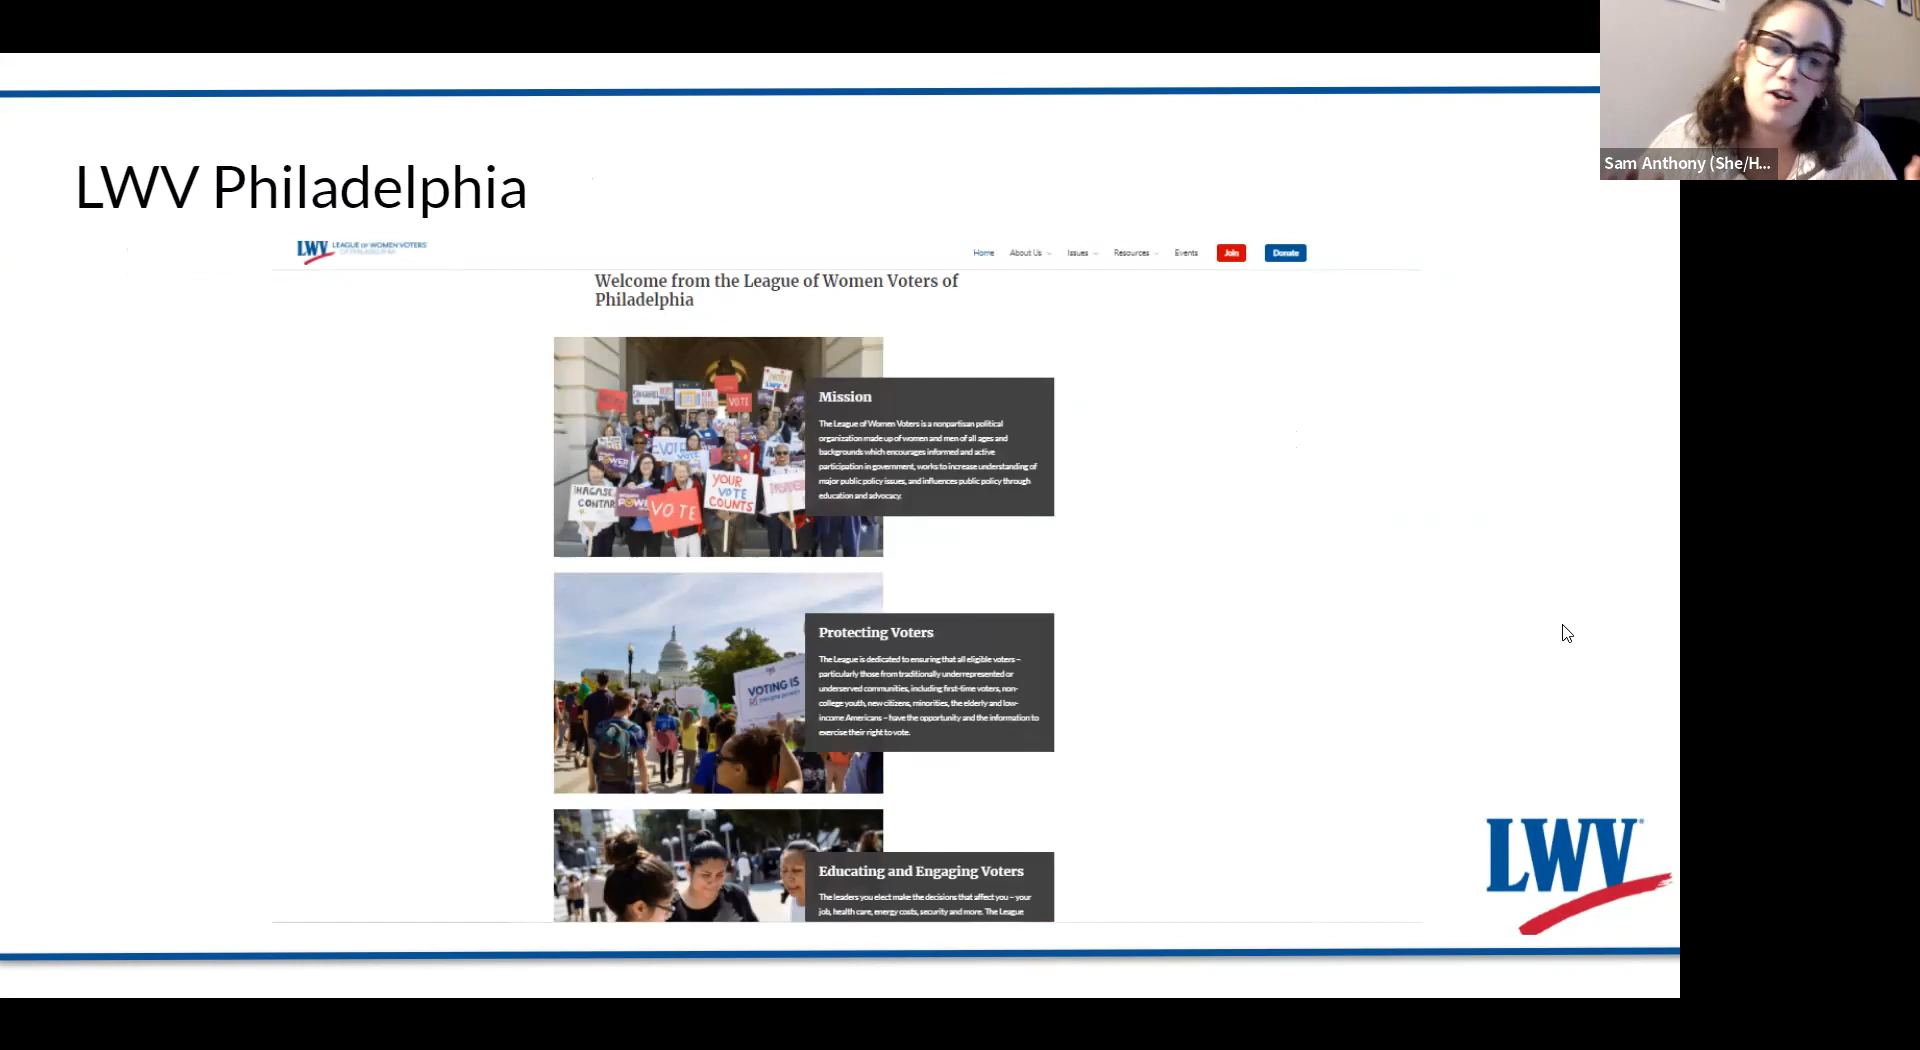 Sam Anthony (She/H...
LWV Philadelphia
LWV LEAGUE OF WOMEN VOTERS®
OF PHILADELPHIA
Home About Us Issues Resources Events Join Donate
Welcome from the League of Women Voters of
Philadelphia
VOTE
VOTE
YOUR
VOTE
COUNTS
HAGASE
CONTAR
POWER
VOTE
Mission
The League of Women Voters is a nonpartisan political
organization made up of women and men of all ages and
backgrounds which encourages informed and active
participation in government, works to increase understanding of
major public policy issues, and influences public policy through
education and advocacy.
VOTING IS
Protecting Voters
The League is dedicated to ensuring that all eligible voters –
particularly those from traditionally underrepresented or
underserved communities, including first-time voters, non-
college youth, new citizens, minorities, the elderly and low-
income Americans – have the opportunity and the information to
exercise their right to vote.
Educating and Engaging Voters
The leaders you elect make the decisions that affect you – your
job, health care, energy costs, security and more. The League
LWV®